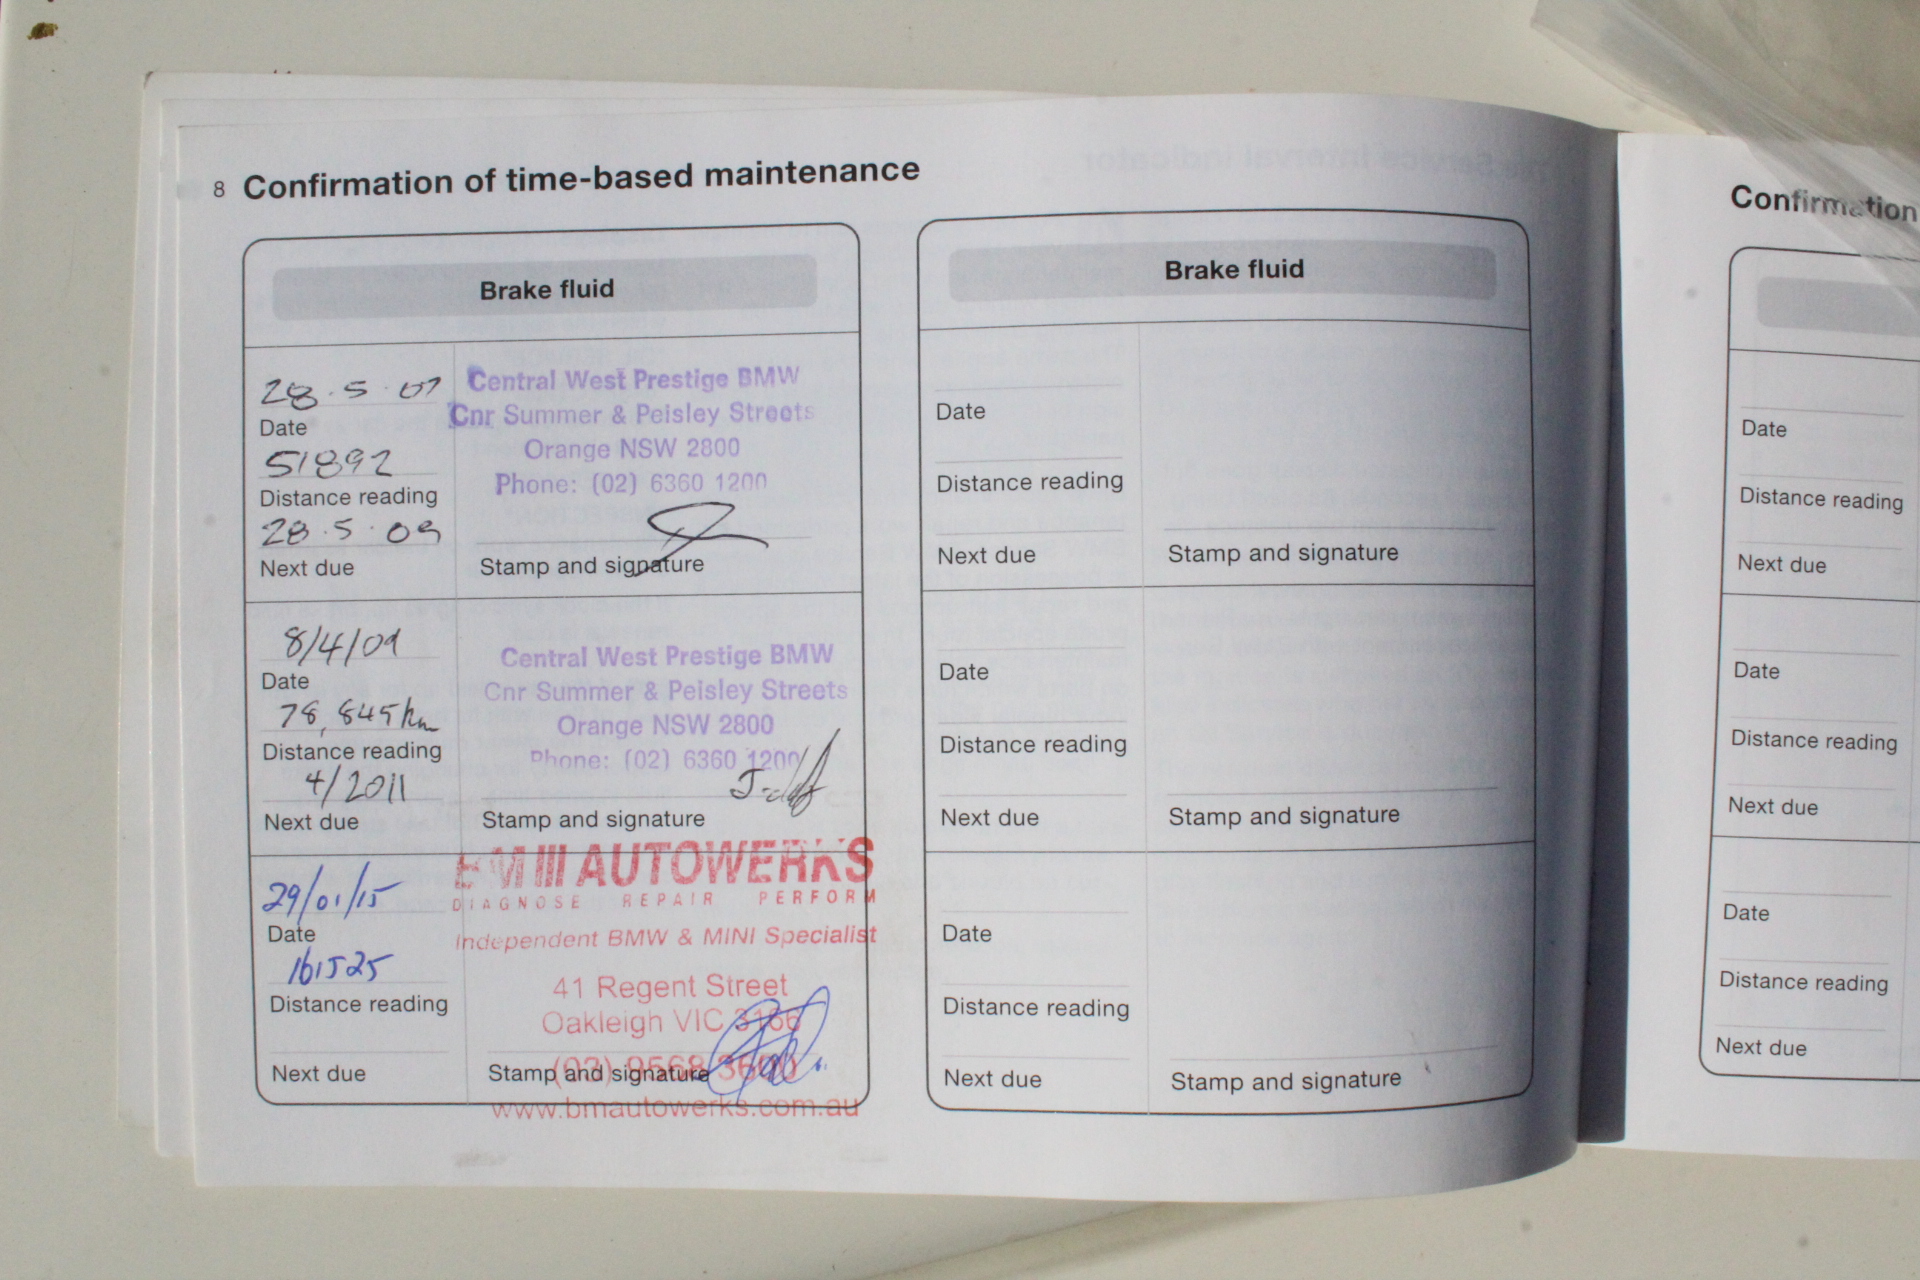 8 Confirmation of time-based maintenance
Brake fluid
28.5.07
Date
51892
Distance reading
28.5.09
Next due
Central West Prestige BMW
Cnr Summer & Peisley Streets
Orange NSW 2800
Phone: (02) 6360 1200
Stamp and signature
8/4/09
Date
78,845km
Distance reading
4/2011
Next due
Central West Prestige BMW
Cnr Summer & Peisley Streets
Orange NSW 2800
Phone: (02) 6360 1200
Stamp and signature
29/01/15
Date
161525
Distance reading
Next due
BM AUTOWERKS
DIAGNOSE REPAIR PERFORM
Independent BMW & MINI Specialist
41 Regent Street
Oakleigh VIC 3166
(03) 9568
Stamp and signature
www.bmautowerks.com.au
Brake fluid
Date
Distance reading
Next due
Stamp and signature
Date
Distance reading
Next due
Stamp and signature
Date
Distance reading
Next due
Stamp and signature
Confirmation
Date
Distance reading
Next due
Date
Distance reading
Next due
Date
Distance reading
Next due